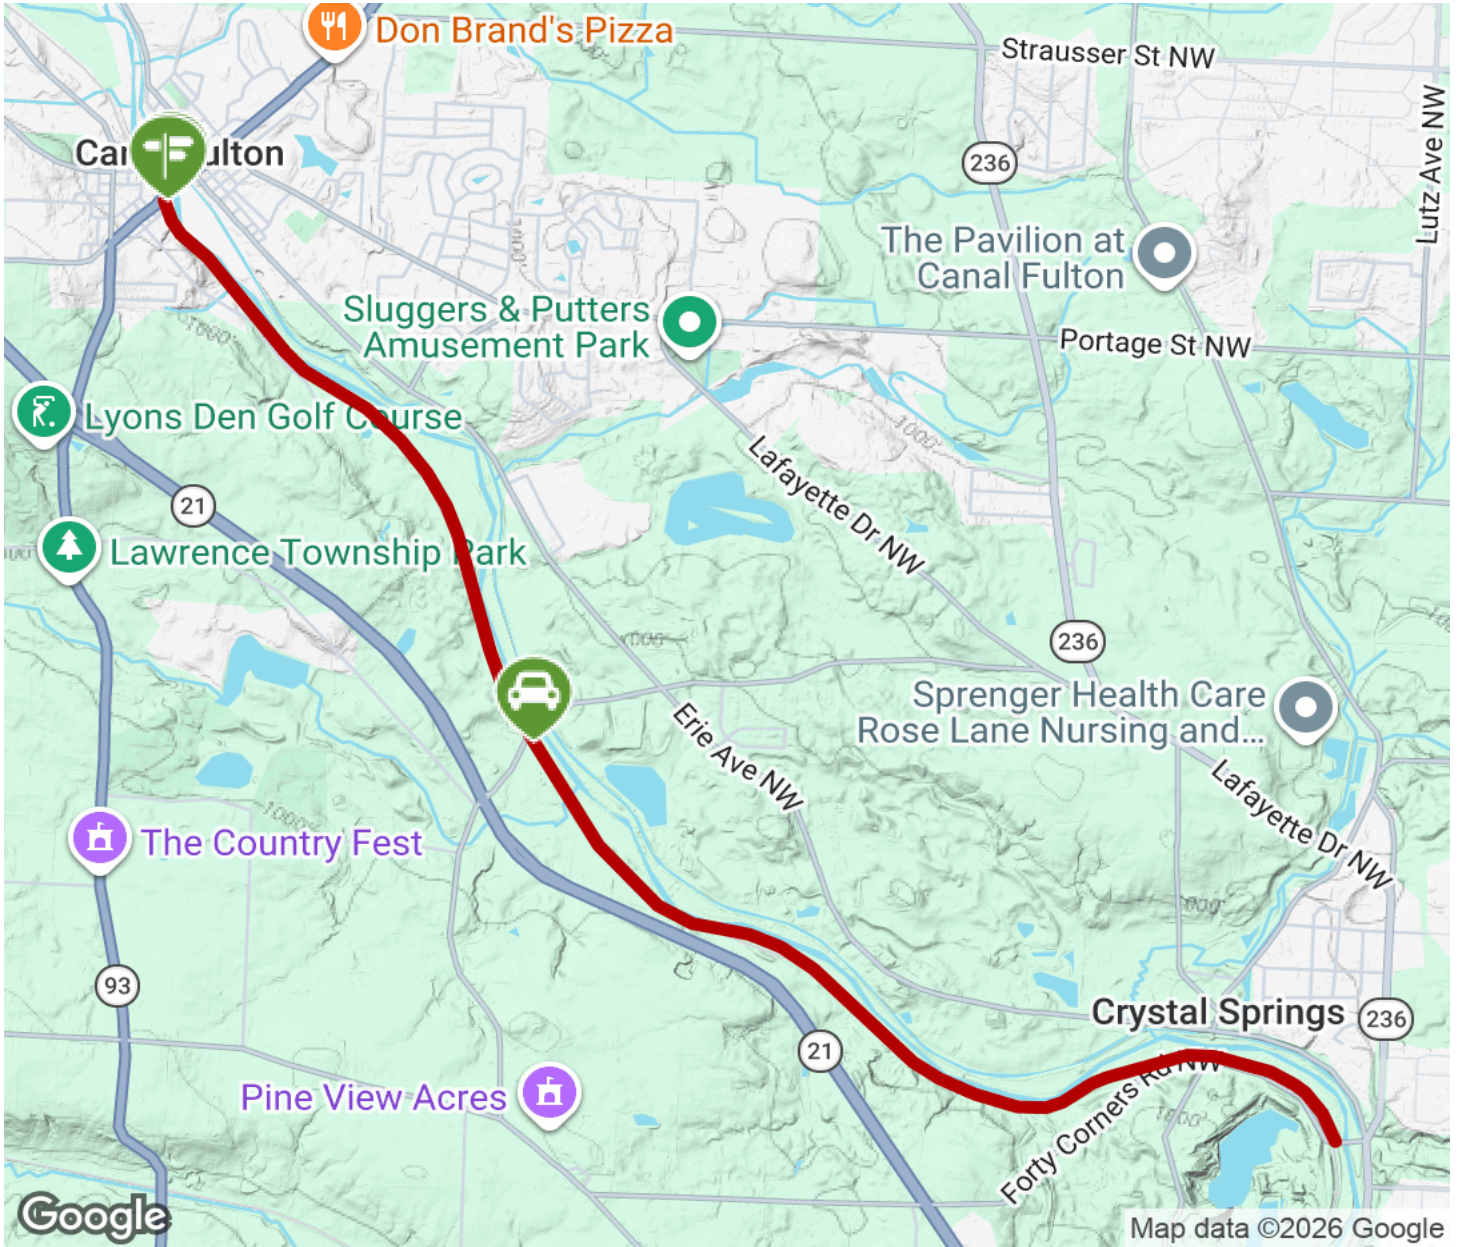 Don Brand's Pizza
Strausser St NW
Lutz Ave NW
236
The Pavilion at
Canal Fulton
Sluggers & Putters
Amusement Park
Portage St NW
Lyons Den Golf Course
1000
Lafayette Dr NW
21
Lawrence Township Park
236
Sprenger Health Care
Rose Lane Nursing and...
Erie Ave NW
Lafayette Dr NW
The Country Fest
93
Crystal Springs
236
21
Forty Corners Rd NW
Pine View Acres
Google
Map data ©2026 Google